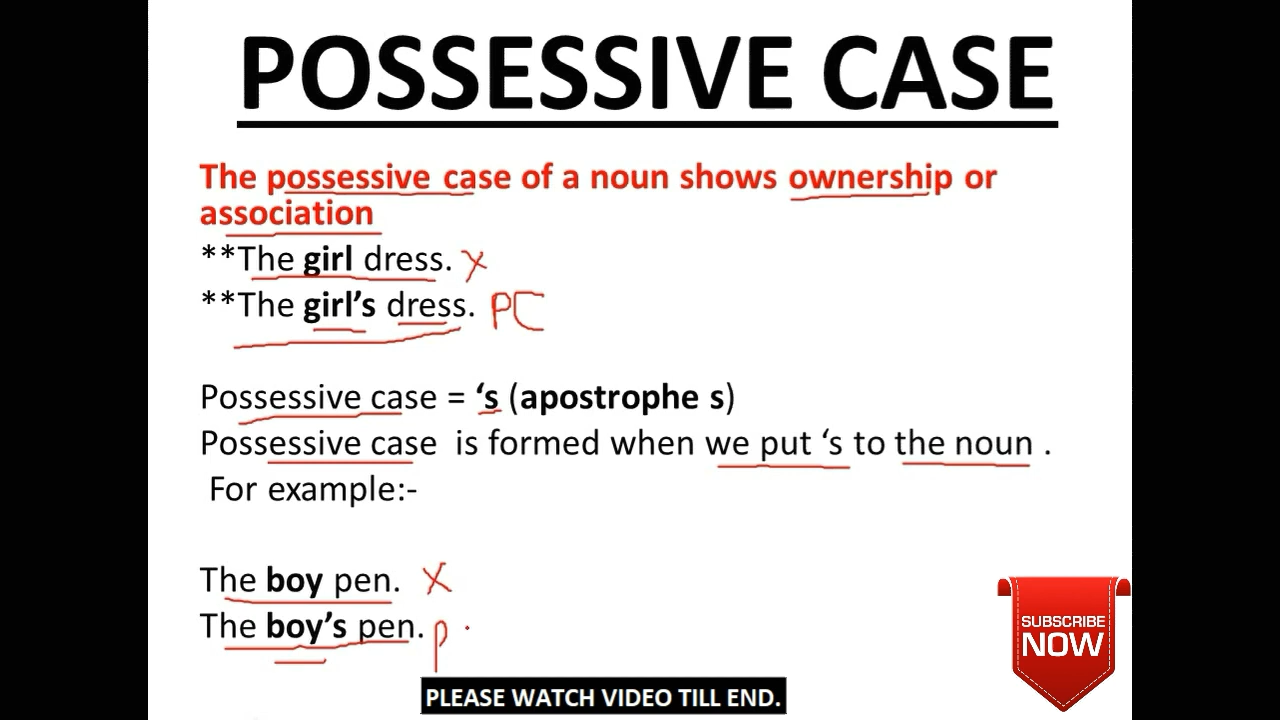 POSSESSIVE CASE
The possessive case of a noun shows ownership or
association
**The girl dress. X
**The girl’s dress. PC
Possessive case = ‘s (apostrophe s)
Possessive case is formed when we put ‘s to the noun .
For example:-
The boy pen. X
The boy’s pen. P
SUBSCRIBE
NOW
PLEASE WATCH VIDEO TILL END.